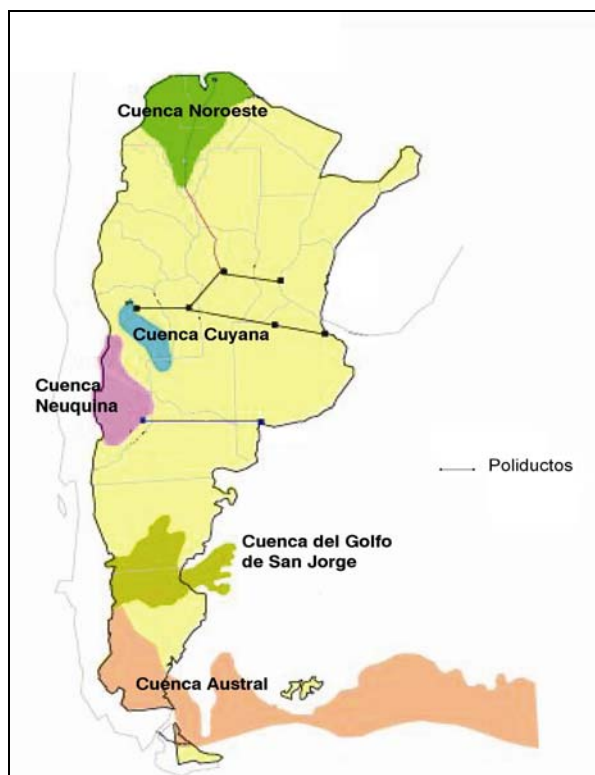 Cuenca Noroeste
Cuenca Cuyana
Cuenca
Neuquina
Poliductos
Cuenca del Golfo
de San Jorge
Cuenca Austral